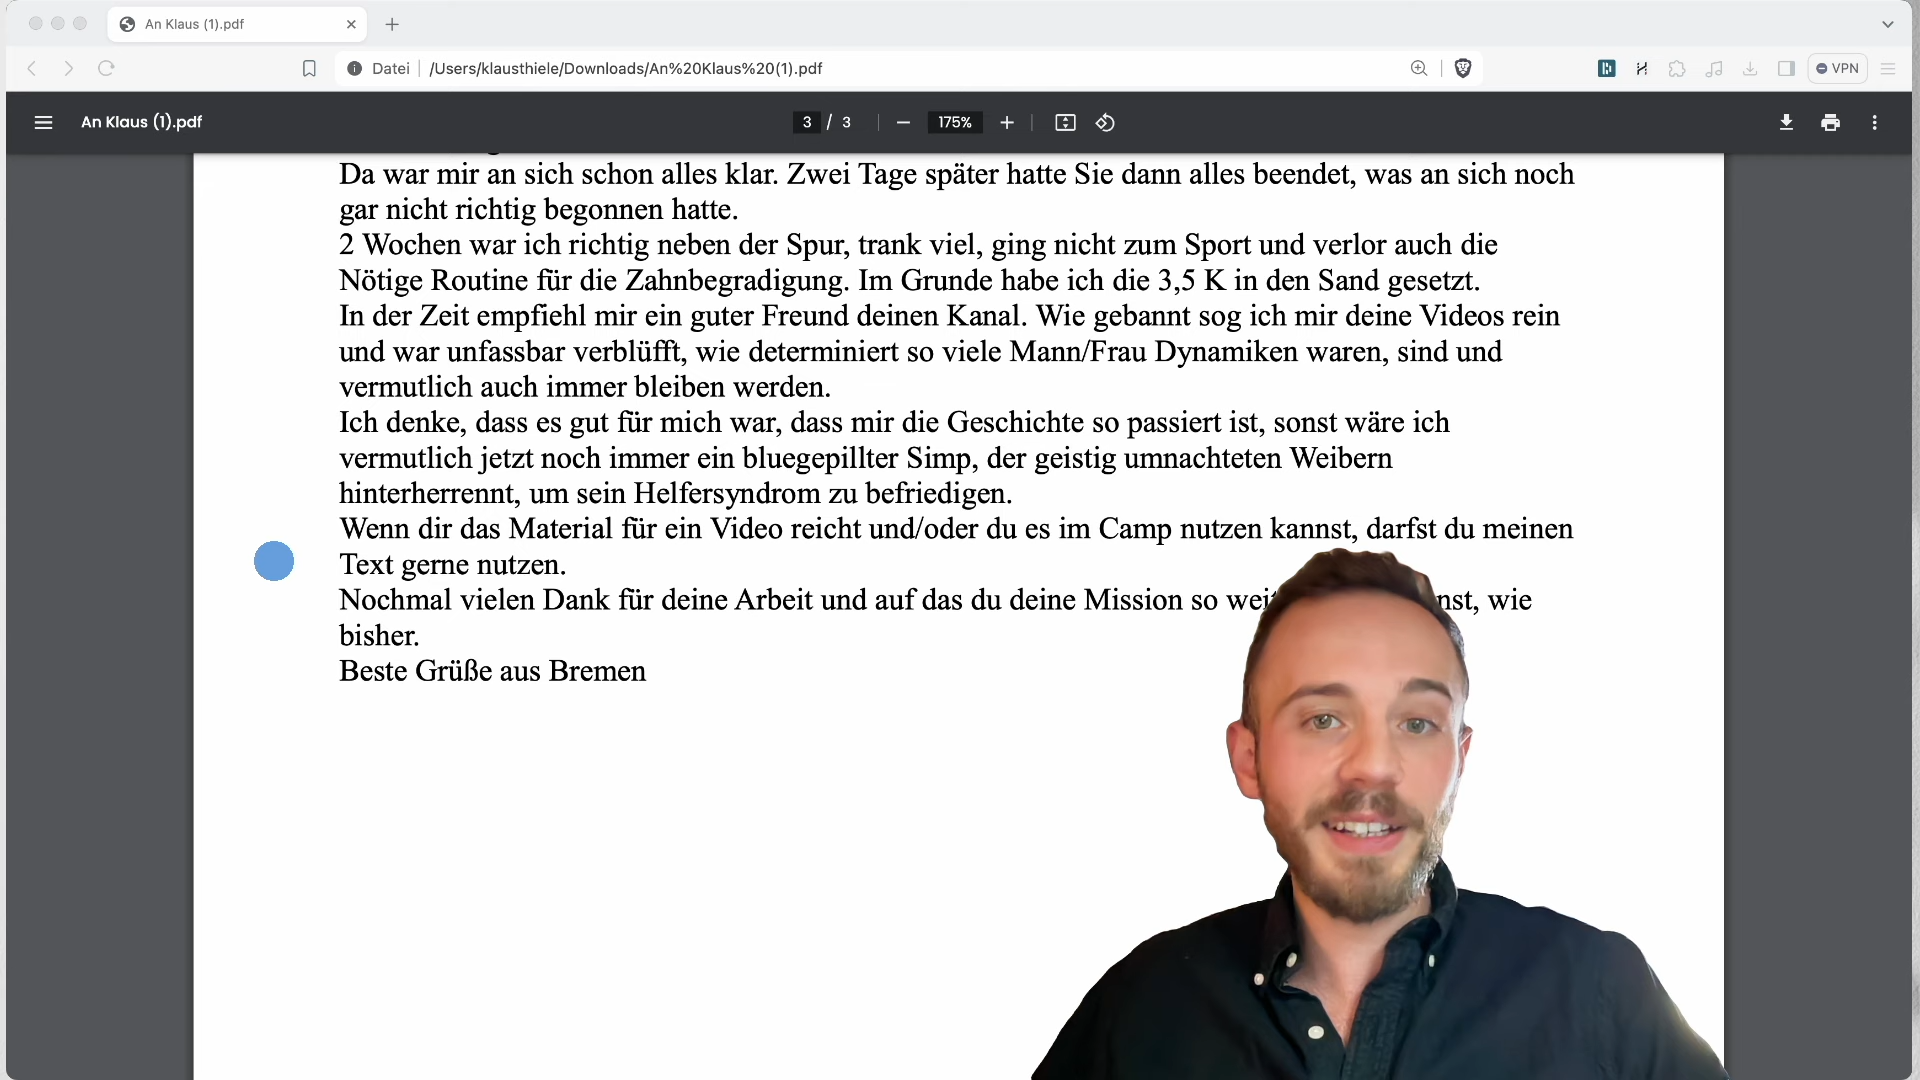 An Klaus (1).pdf
Datei /Users/klausthiele/Downloads/An%20Klaus%20(1).pdf
VPN
An Klaus (1).pdf
3 / 3
175%
Da war mir an sich schon alles klar. Zwei Tage später hatte Sie dann alles beendet, was an sich noch
gar nicht richtig begonnen hatte.
2 Wochen war ich richtig neben der Spur, trank viel, ging nicht zum Sport und verlor auch die
Nötige Routine für die Zahnbegradigung. Im Grunde habe ich die 3,5 K in den Sand gesetzt.
In der Zeit empfiehl mir ein guter Freund deinen Kanal. Wie gebannt sog ich mir deine Videos rein
und war unfassbar verblüfft, wie determiniert so viele Mann/Frau Dynamiken waren, sind und
vermutlich auch immer bleiben werden.
Ich denke, dass es gut für mich war, dass mir die Geschichte so passiert ist, sonst wäre ich
vermutlich jetzt noch immer ein bluegepillter Simp, der geistig umnachteten Weibern
hinterherrennt, um sein Helfersyndrom zu befriedigen.
Wenn dir das Material für ein Video reicht und/oder du es im Camp nutzen kannst, darfst du meinen
Text gerne nutzen.
Nochmal vielen Dank für deine Arbeit und auf das du deine Mission so wie
bisher.
Beste Grüße aus Bremen